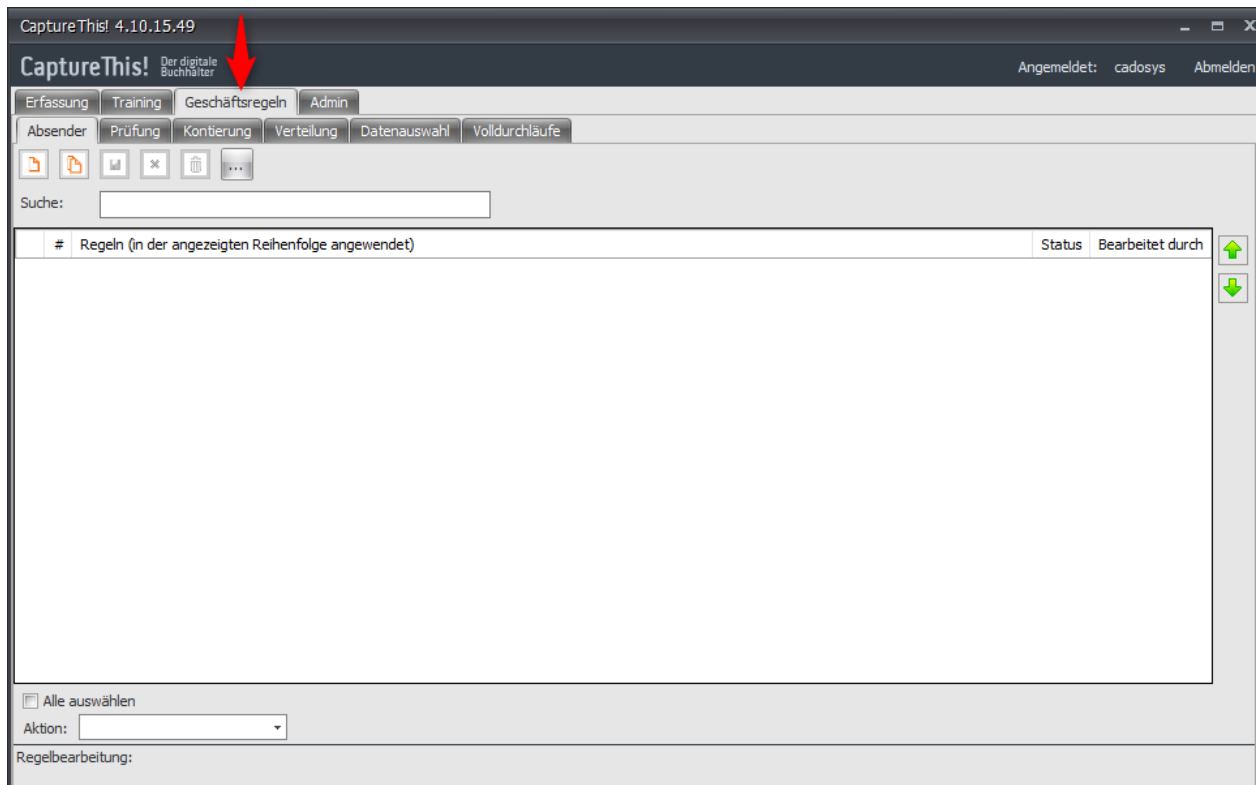 CaptureThis! 4.10.15.49
CaptureThis! Der digitale Buchhalter
Angemeldet: cadosys Abmelden
Erfassung Training Geschäftsregeln Admin
Absender Prüfung Kontierung Verteilung Datenauswahl Volldurchläufe
...
Suche:
# Regeln (in der angezeigten Reihenfolge angewendet) Status Bearbeitet durch
Alle auswählen
Aktion:
Regelbearbeitung: